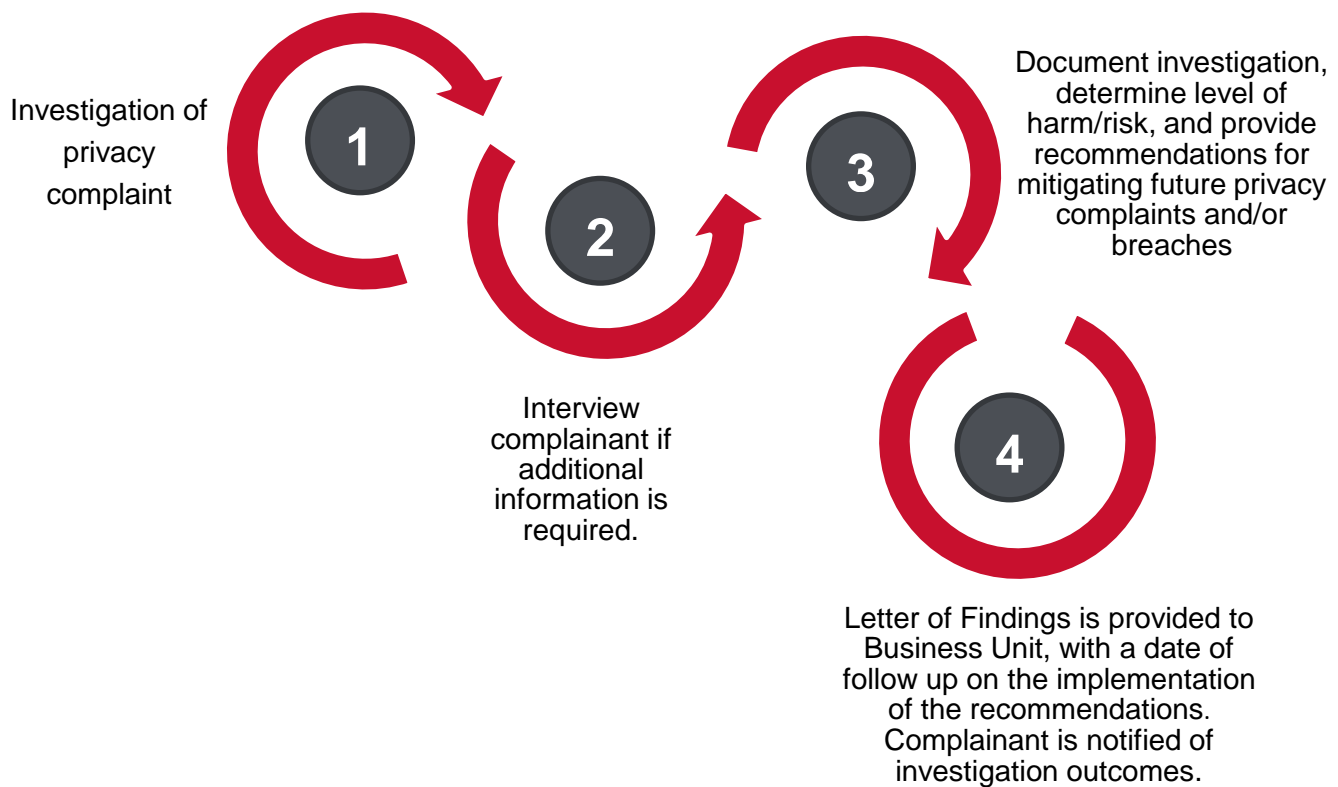 1
Investigation of
privacy
complaint
2
Interview
complainant if
additional
information is
required.
3
Document investigation,
determine level of
harm/risk, and provide
recommendations for
mitigating future privacy
complaints and/or
breaches
4
Letter of Findings is provided to
Business Unit, with a date of
follow up on the implementation
of the recommendations.
Complainant is notified of
investigation outcomes.